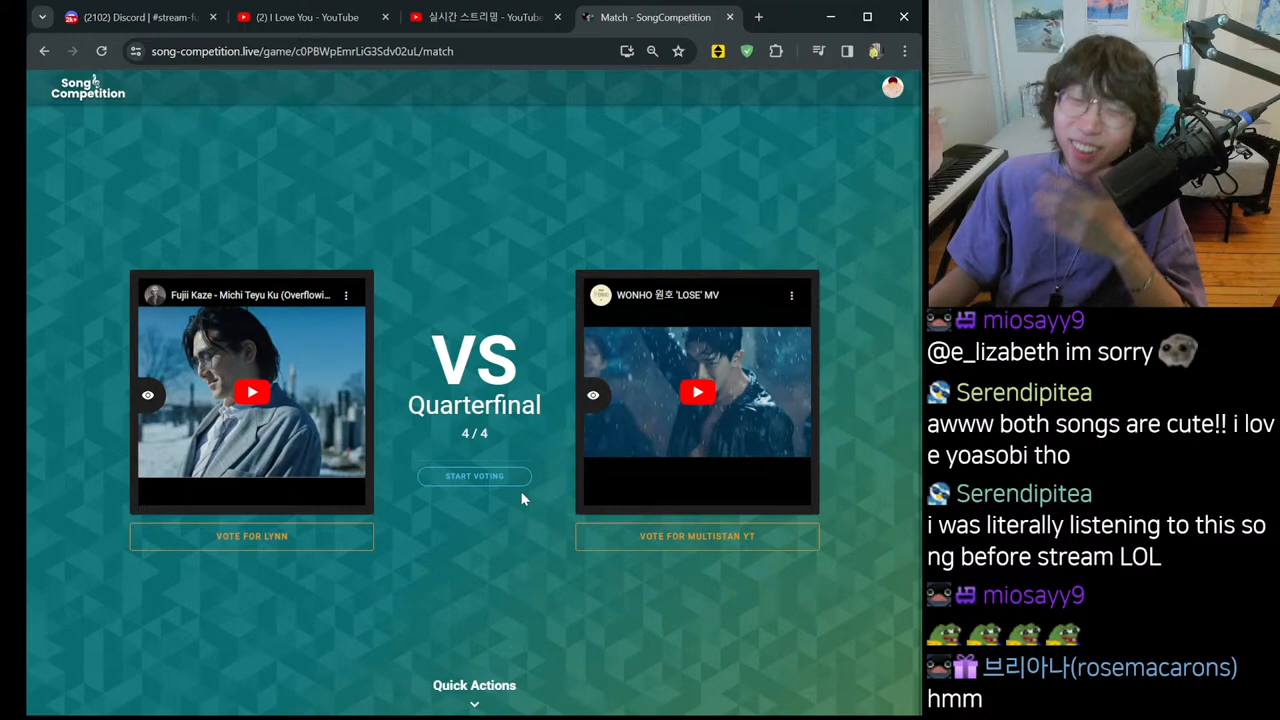 (2102) Discord | #stream-fu
(2) I Love You - YouTube
실시간 스트리밍 - YouTube
Match - SongCompetition
song-competition.live/game/c0PBWpEmrLiG3Sdv02uL/match
Song
Competition
Fujii Kaze - Michi Teyu Ku (Overflowi...
VS
Quarterfinal
4 / 4
START VOTING
WONHO 원호 'LOSE' MV
VOTE FOR LYNN
VOTE FOR MULTISTAN YT
Quick Actions
miosayy9
@e_lizabeth im sorry
Serendipitea
awww both songs are cute!! i lov
e yoasobi tho
Serendipitea
i was literally listening to this so
ng before stream LOL
miosayy9
브리아나(rosemacarons)
hmm